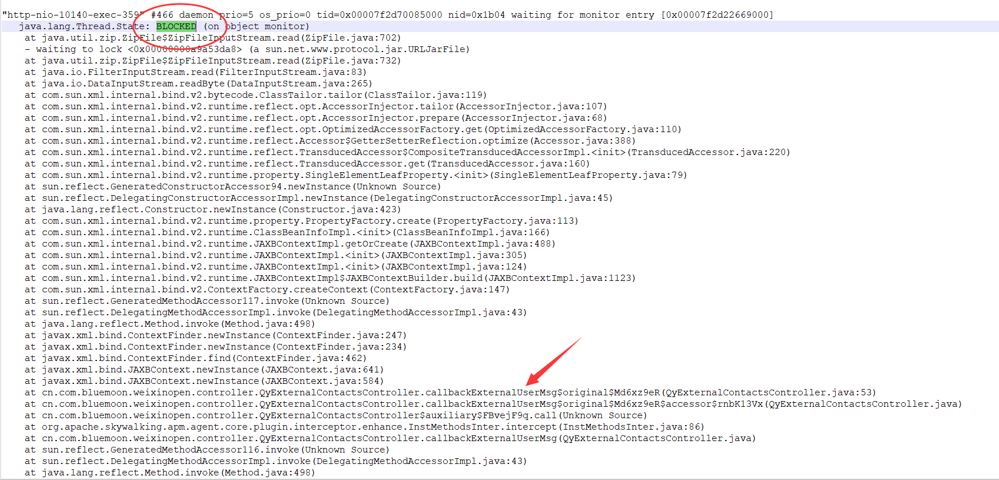 "http-nio-10140-exec-359" #466 daemon prio=5 os_prio=0 tid=0x00007f2d70085000 nid=0x1b04 waiting for monitor entry [0x00007f2d22669000]
java.lang.Thread.State: BLOCKED (on object monitor)
at java.util.zip.ZipFile$ZipFileInputStream.read(ZipFile.java:702)
- waiting to lock <0x00000000a9a53da8> (a sun.net.www.protocol.jar.URLJarFile)
at java.util.zip.ZipFile$ZipFileInputStream.read(ZipFile.java:732)
at java.io.FilterInputStream.read(FilterInputStream.java:83)
at java.io.DataInputStream.readByte(DataInputStream.java:265)
at com.sun.xml.internal.bind.v2.bytecode.ClassTailor.tailor(ClassTailor.java:119)
at com.sun.xml.internal.bind.v2.runtime.reflect.opt.AccessorInjector.tailor(AccessorInjector.java:107)
at com.sun.xml.internal.bind.v2.runtime.reflect.opt.AccessorInjector.prepare(AccessorInjector.java:68)
at com.sun.xml.internal.bind.v2.runtime.reflect.opt.OptimizedAccessorFactory.get(OptimizedAccessorFactory.java:110)
at com.sun.xml.internal.bind.v2.runtime.reflect.Accessor$GetterSetterReflection.optimize(Accessor.java:388)
at com.sun.xml.internal.bind.v2.runtime.reflect.TransducedAccessor$CompositeTransducedAccessorImpl.<init>(TransducedAccessor.java:220)
at com.sun.xml.internal.bind.v2.runtime.reflect.TransducedAccessor.get(TransducedAccessor.java:160)
at com.sun.xml.internal.bind.v2.runtime.property.SingleElementLeafProperty.<init>(SingleElementLeafProperty.java:79)
at sun.reflect.GeneratedConstructorAccessor94.newInstance(Unknown Source)
at sun.reflect.DelegatingConstructorAccessorImpl.newInstance(DelegatingConstructorAccessorImpl.java:45)
at java.lang.reflect.Constructor.newInstance(Constructor.java:423)
at com.sun.xml.internal.bind.v2.runtime.property.PropertyFactory.create(PropertyFactory.java:113)
at com.sun.xml.internal.bind.v2.runtime.ClassBeanInfoImpl.<init>(ClassBeanInfoImpl.java:166)
at com.sun.xml.internal.bind.v2.runtime.JAXBContextImpl.getOrCreate(JAXBContextImpl.java:488)
at com.sun.xml.internal.bind.v2.runtime.JAXBContextImpl.<init>(JAXBContextImpl.java:305)
at com.sun.xml.internal.bind.v2.runtime.JAXBContextImpl.<init>(JAXBContextImpl.java:124)
at com.sun.xml.internal.bind.v2.runtime.JAXBContextImpl$JAXBContextBuilder.build(JAXBContextImpl.java:1123)
at com.sun.xml.internal.bind.v2.ContextFactory.createContext(ContextFactory.java:147)
at sun.reflect.GeneratedMethodAccessor117.invoke(Unknown Source)
at sun.reflect.DelegatingMethodAccessorImpl.invoke(DelegatingMethodAccessorImpl.java:43)
at java.lang.reflect.Method.invoke(Method.java:498)
at javax.xml.bind.ContextFinder.newInstance(ContextFinder.java:247)
at javax.xml.bind.ContextFinder.newInstance(ContextFinder.java:234)
at javax.xml.bind.ContextFinder.find(ContextFinder.java:462)
at javax.xml.bind.JAXBContext.newInstance(JAXBContext.java:641)
at javax.xml.bind.JAXBContext.newInstance(JAXBContext.java:584)
at cn.com.bluemoon.weixinopen.controller.QyExternalContactsController.callbackExternalUserMsg$original$Md6xz9eR(QyExternalContactsController.java:53)
at cn.com.bluemoon.weixinopen.controller.QyExternalContactsController.callbackExternalUserMsg$original$Md6xz9eR$accessor$rnbK13Vx(QyExternalContactsController.java)
at cn.com.bluemoon.weixinopen.controller.QyExternalContactsController$auxiliary$FBvejF9q.call(Unknown Source)
at org.apache.skywalking.apm.agent.core.plugin.interceptor.enhance.InstMethodsInter.intercept(InstMethodsInter.java:86)
at cn.com.bluemoon.weixinopen.controller.QyExternalContactsController.callbackExternalUserMsg(QyExternalContactsController.java)
at sun.reflect.GeneratedMethodAccessor116.invoke(Unknown Source)
at sun.reflect.DelegatingMethodAccessorImpl.invoke(DelegatingMethodAccessorImpl.java:43)
at java.lang.reflect.Method.invoke(Method.java:498)